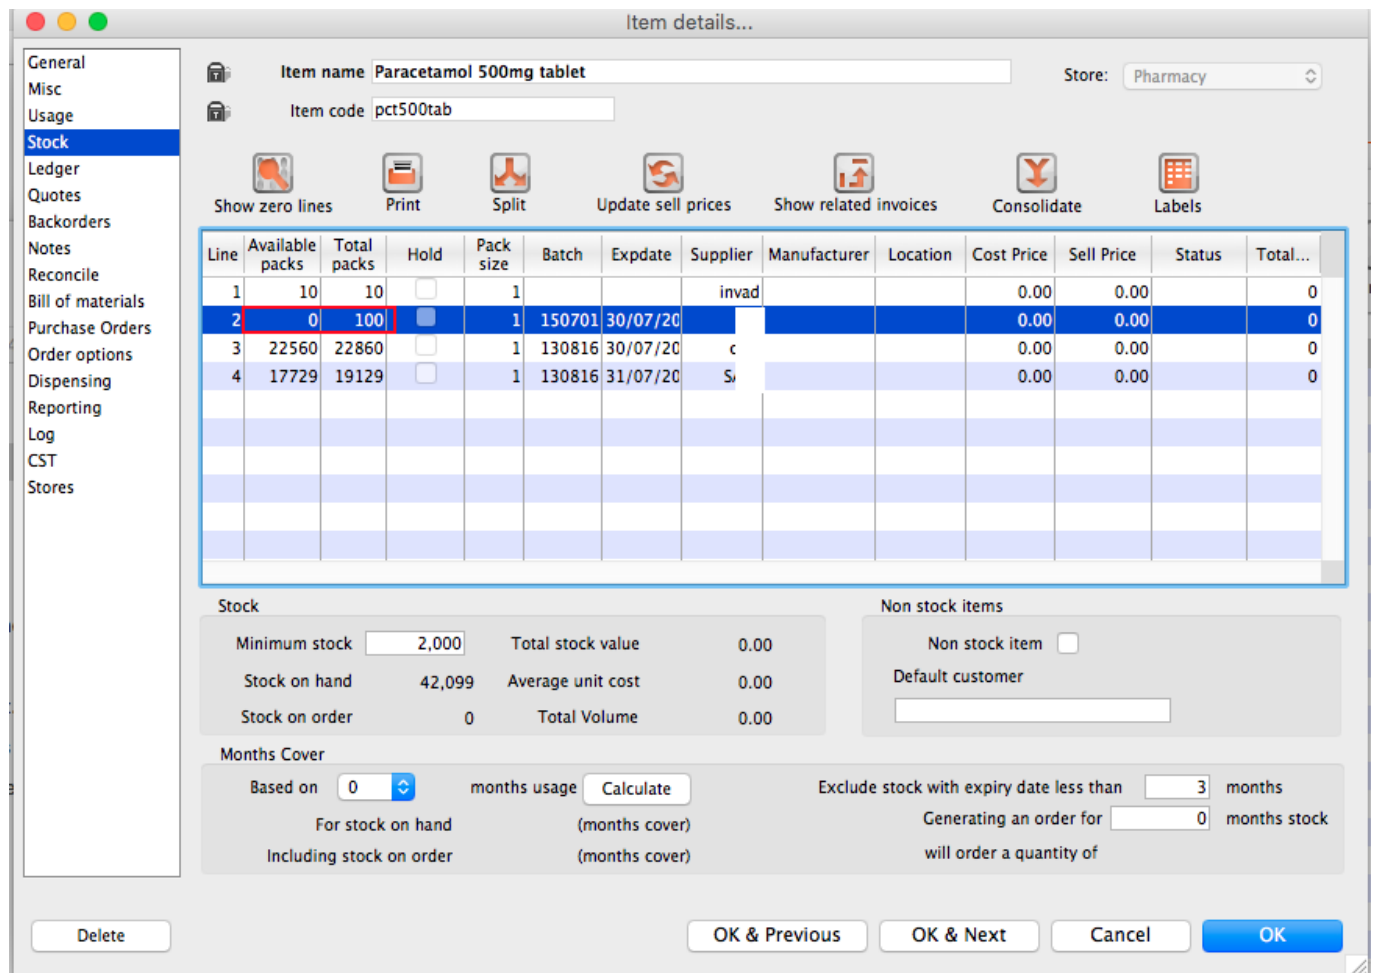 Item details...
General
Misc
Usage
Stock
Ledger
Quotes
Backorders
Notes
Reconcile
Bill of materials
Purchase Orders
Order options
Dispensing
Reporting
Log
CST
Stores
Item name Paracetamol 500mg tablet
Store: Pharmacy
Item code pct500tab
Show zero lines Print Split Update sell prices Show related invoices Consolidate Labels
Line Available packs Total packs Hold Pack size Batch Expdate Supplier Manufacturer Location Cost Price Sell Price Status Total...
1 10 10 1 invad 0.00 0.00 0
2 0 100 1 150701 30/07/20 0.00 0.00 0
3 22560 22860 1 130816 30/07/20 0.00 0.00 0
4 17729 19129 1 130816 31/07/20 0.00 0.00 0
Stock
Minimum stock 2,000 Total stock value 0.00
Stock on hand 42,099 Average unit cost 0.00
Stock on order 0 Total Volume 0.00
Non stock items
Non stock item
Default customer
Months Cover
Based on 0 months usage Calculate
For stock on hand (months cover)
Including stock on order (months cover)
Exclude stock with expiry date less than 3 months
Generating an order for 0 months stock
will order a quantity of
Delete OK & Previous OK & Next Cancel OK